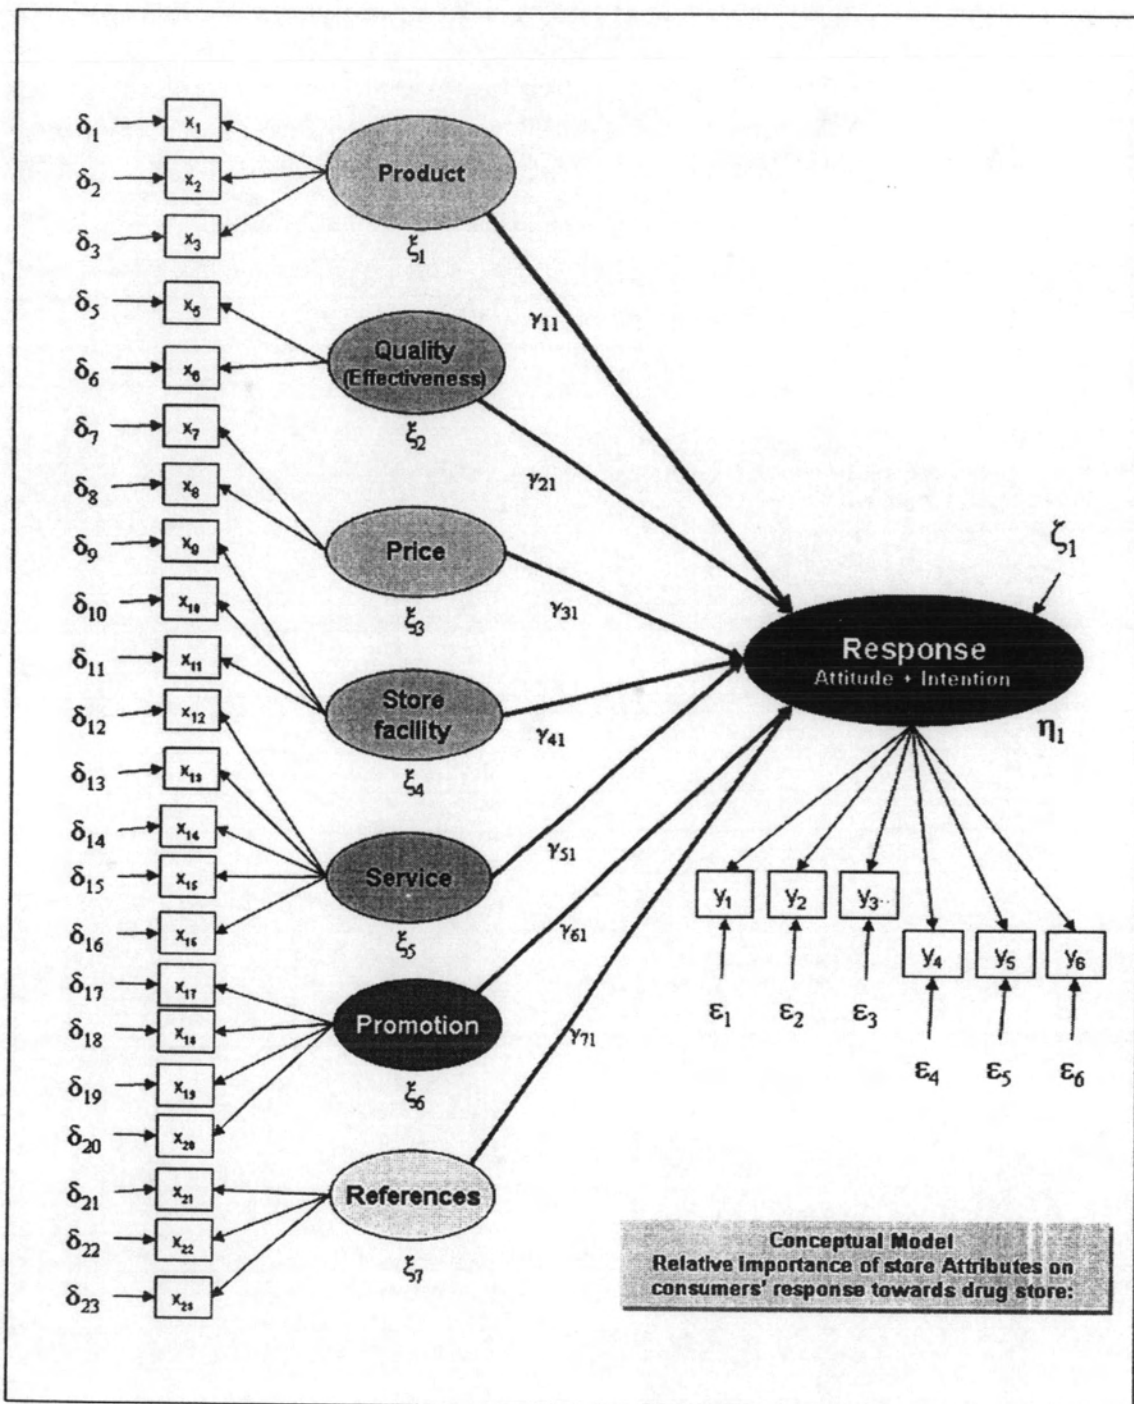 δ₁ x₁
δ₂ x₂
δ₃ x₃
δ₅ x₅
δ₆ x₆
δ₇ x₇
δ₈ x₈
δ₉ x₉
δ₁₀ x₁₀
δ₁₁ x₁₁
δ₁₂ x₁₂
δ₁₃ x₁₃
δ₁₄ x₁₄
δ₁₅ x₁₅
δ₁₆ x₁₆
δ₁₇ x₁₇
δ₁₈ x₁₈
δ₁₉ x₁₉
δ₂₀ x₂₀
δ₂₁ x₂₁
δ₂₂ x₂₂
δ₂₃ x₂₃
Product
ξ₁
Quality
(Effectiveness)
ξ₂
Price
ξ₃
Store
facility
ξ₄
Service
ξ₅
Promotion
ξ₆
References
ξ₇
γ₁₁
γ₂₁
γ₃₁
γ₄₁
γ₅₁
γ₆₁
γ₇₁
ζ₁
Response
Attitude + Intention
η₁
y₁ y₂ y₃
y₄ y₅ y₆
ε₁ ε₂ ε₃
ε₄ ε₅ ε₆
Conceptual Model
Relative Importance of store Attributes on
consumers' response towards drug store: